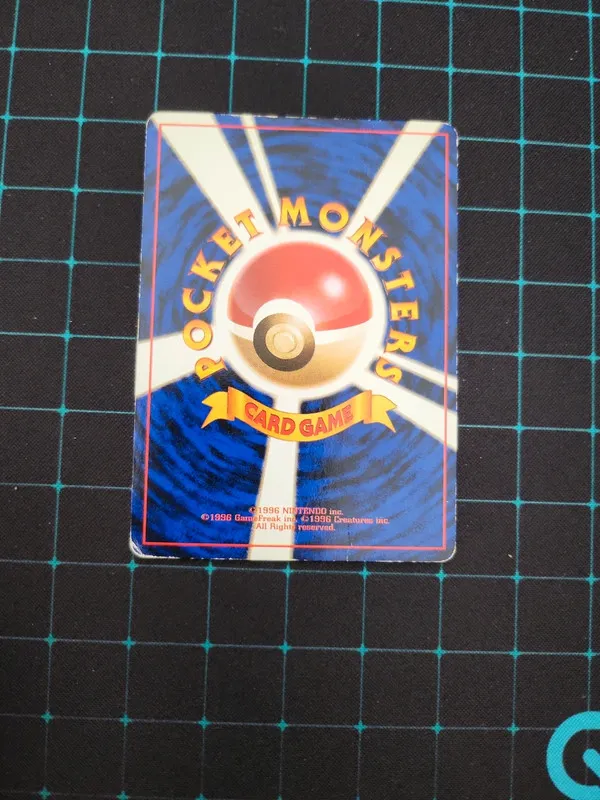 POCKET MONSTERS
CARD GAME
©1996 NINTENDO inc.
©1996 GameFreak inc. ©1996 Creatures inc.
All Rights reserved.